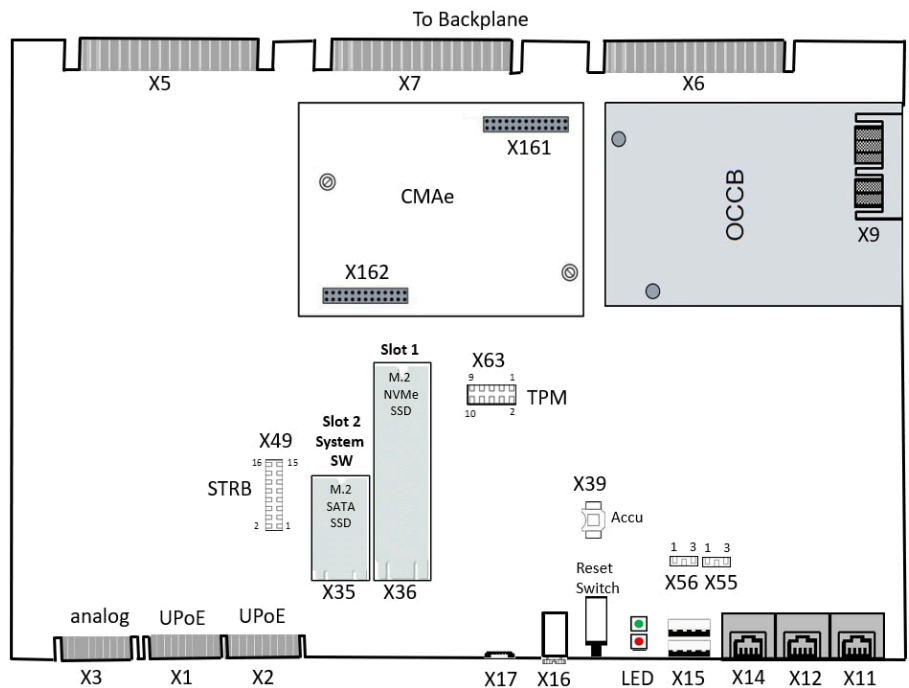 To Backplane
X5
X7
X6
X161
CMAe
X162
OCCB
X9
Slot 1
M.2
NVMe
SSD
X63
9 1
10 2
TPM
Slot 2
System
SW
M.2
SATA
SSD
X49
16 15
STRB
2 1
X35
X36
X39
Accu
Reset
Switch
1 3
1 3
X56
X55
analog
UPoE
UPoE
X3
X1
X2
X17
X16
LED
X15
X14
X12
X11